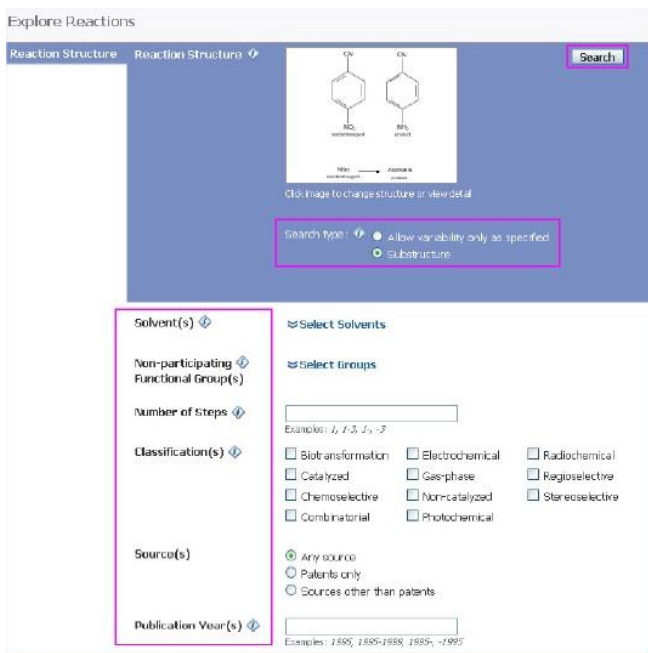 Explore Reactions
Reaction Structure
Reaction Structure
Search
CN CN
NO₂ NH₂
product
Click image to change structure or view detail
Search type:
Allow variability only as specified
Substructure
Solvent(s)
Select Solvents
Non-participating
Functional Group(s)
Select Groups
Number of Steps
Examples: 1, 1-3, 1-, -3
Classification(s)
Biotransformation Electrochemical Radiochemical
Catalyzed Gas-phase Regioselective
Chemoselective Non-catalyzed Stereoselective
Combinatorial Photochemical
Source(s)
Any source
Patents only
Sources other than patents
Publication Year(s)
Examples: 1995, 1995-1999, 1995-, -1995